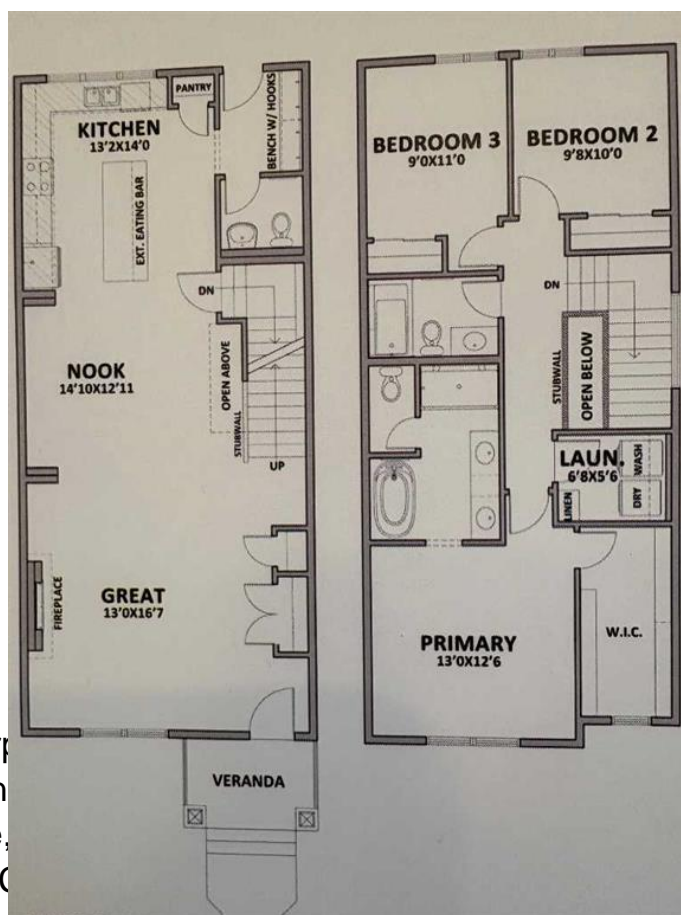 KITCHEN
13'2X14'0
PANTRY
BENCH W/ HOOKS
EXT. EATING BAR
DN
NOOK
14'10X12'11
OPEN ABOVE
STUBWALL
UP
GREAT
13'0X16'7
FIREPLACE
VERANDA
BEDROOM 3
9'0X11'0
BEDROOM 2
9'8X10'0
DN
STUBWALL
OPEN BELOW
LAUN.
6'8X5'6
WASH
DRY
LINEN
PRIMARY
13'0X12'6
W.I.C.